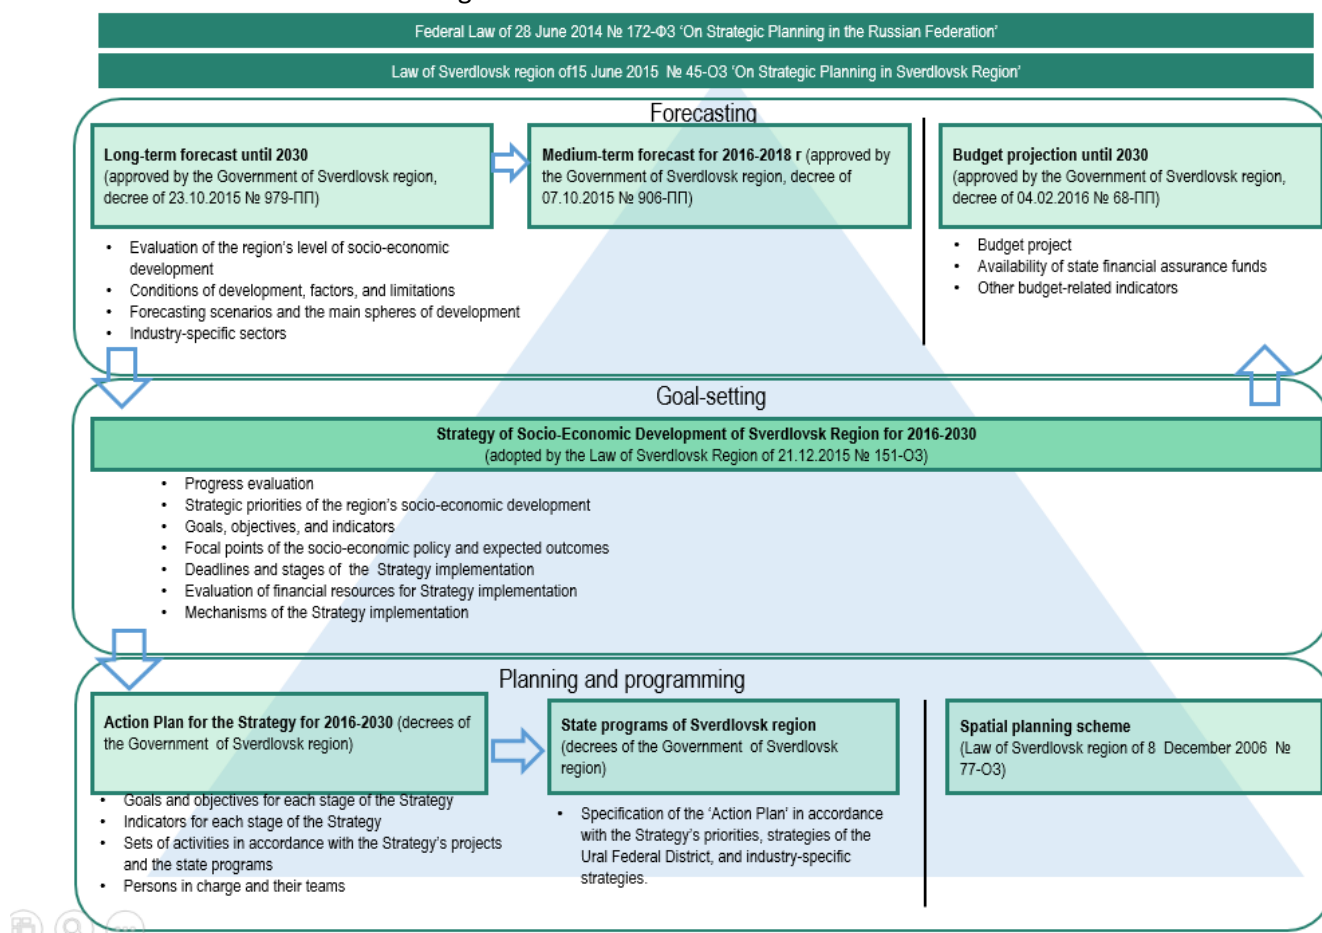 Federal Law of 28 June 2014 № 172-ФЗ ‘On Strategic Planning in the Russian Federation’
Law of Sverdlovsk region of15 June 2015 № 45-ОЗ ‘On Strategic Planning in Sverdlovsk Region’
Forecasting
Long-term forecast until 2030
(approved by the Government of Sverdlovsk region,
decree of 23.10.2015 № 979-ПП)
Medium-term forecast for 2016-2018 г (approved by
the Government of Sverdlovsk region, decree of
07.10.2015 № 906-ПП)
Budget projection until 2030
(approved by the Government of Sverdlovsk region,
decree of 04.02.2016 № 68-ПП)
• Evaluation of the region’s level of socio-economic
development
• Conditions of development, factors, and limitations
• Forecasting scenarios and the main spheres of development
• Industry-specific sectors
• Budget project
• Availability of state financial assurance funds
• Other budget-related indicators
Goal-setting
Strategy of Socio-Economic Development of Sverdlovsk Region for 2016-2030
(adopted by the Law of Sverdlovsk Region of 21.12.2015 № 151-ОЗ)
• Progress evaluation
• Strategic priorities of the region’s socio-economic development
• Goals, objectives, and indicators
• Focal points of the socio-economic policy and expected outcomes
• Deadlines and stages of the Strategy implementation
• Evaluation of financial resources for Strategy implementation
• Mechanisms of the Strategy implementation
Planning and programming
Action Plan for the Strategy for 2016-2030 (decrees of
the Government of Sverdlovsk region)
State programs of Sverdlovsk region
(decrees of the Government of Sverdlovsk
region)
Spatial planning scheme
(Law of Sverdlovsk region of 8 December 2006 №
77-ОЗ)
• Goals and objectives for each stage of the Strategy
• Indicators for each stage of the Strategy
• Sets of activities in accordance with the Strategy’s projects
and the state programs
• Persons in charge and their teams
• Specification of the ‘Action Plan’ in accordance
with the Strategy’s priorities, strategies of the
Ural Federal District, and industry-specific
strategies.